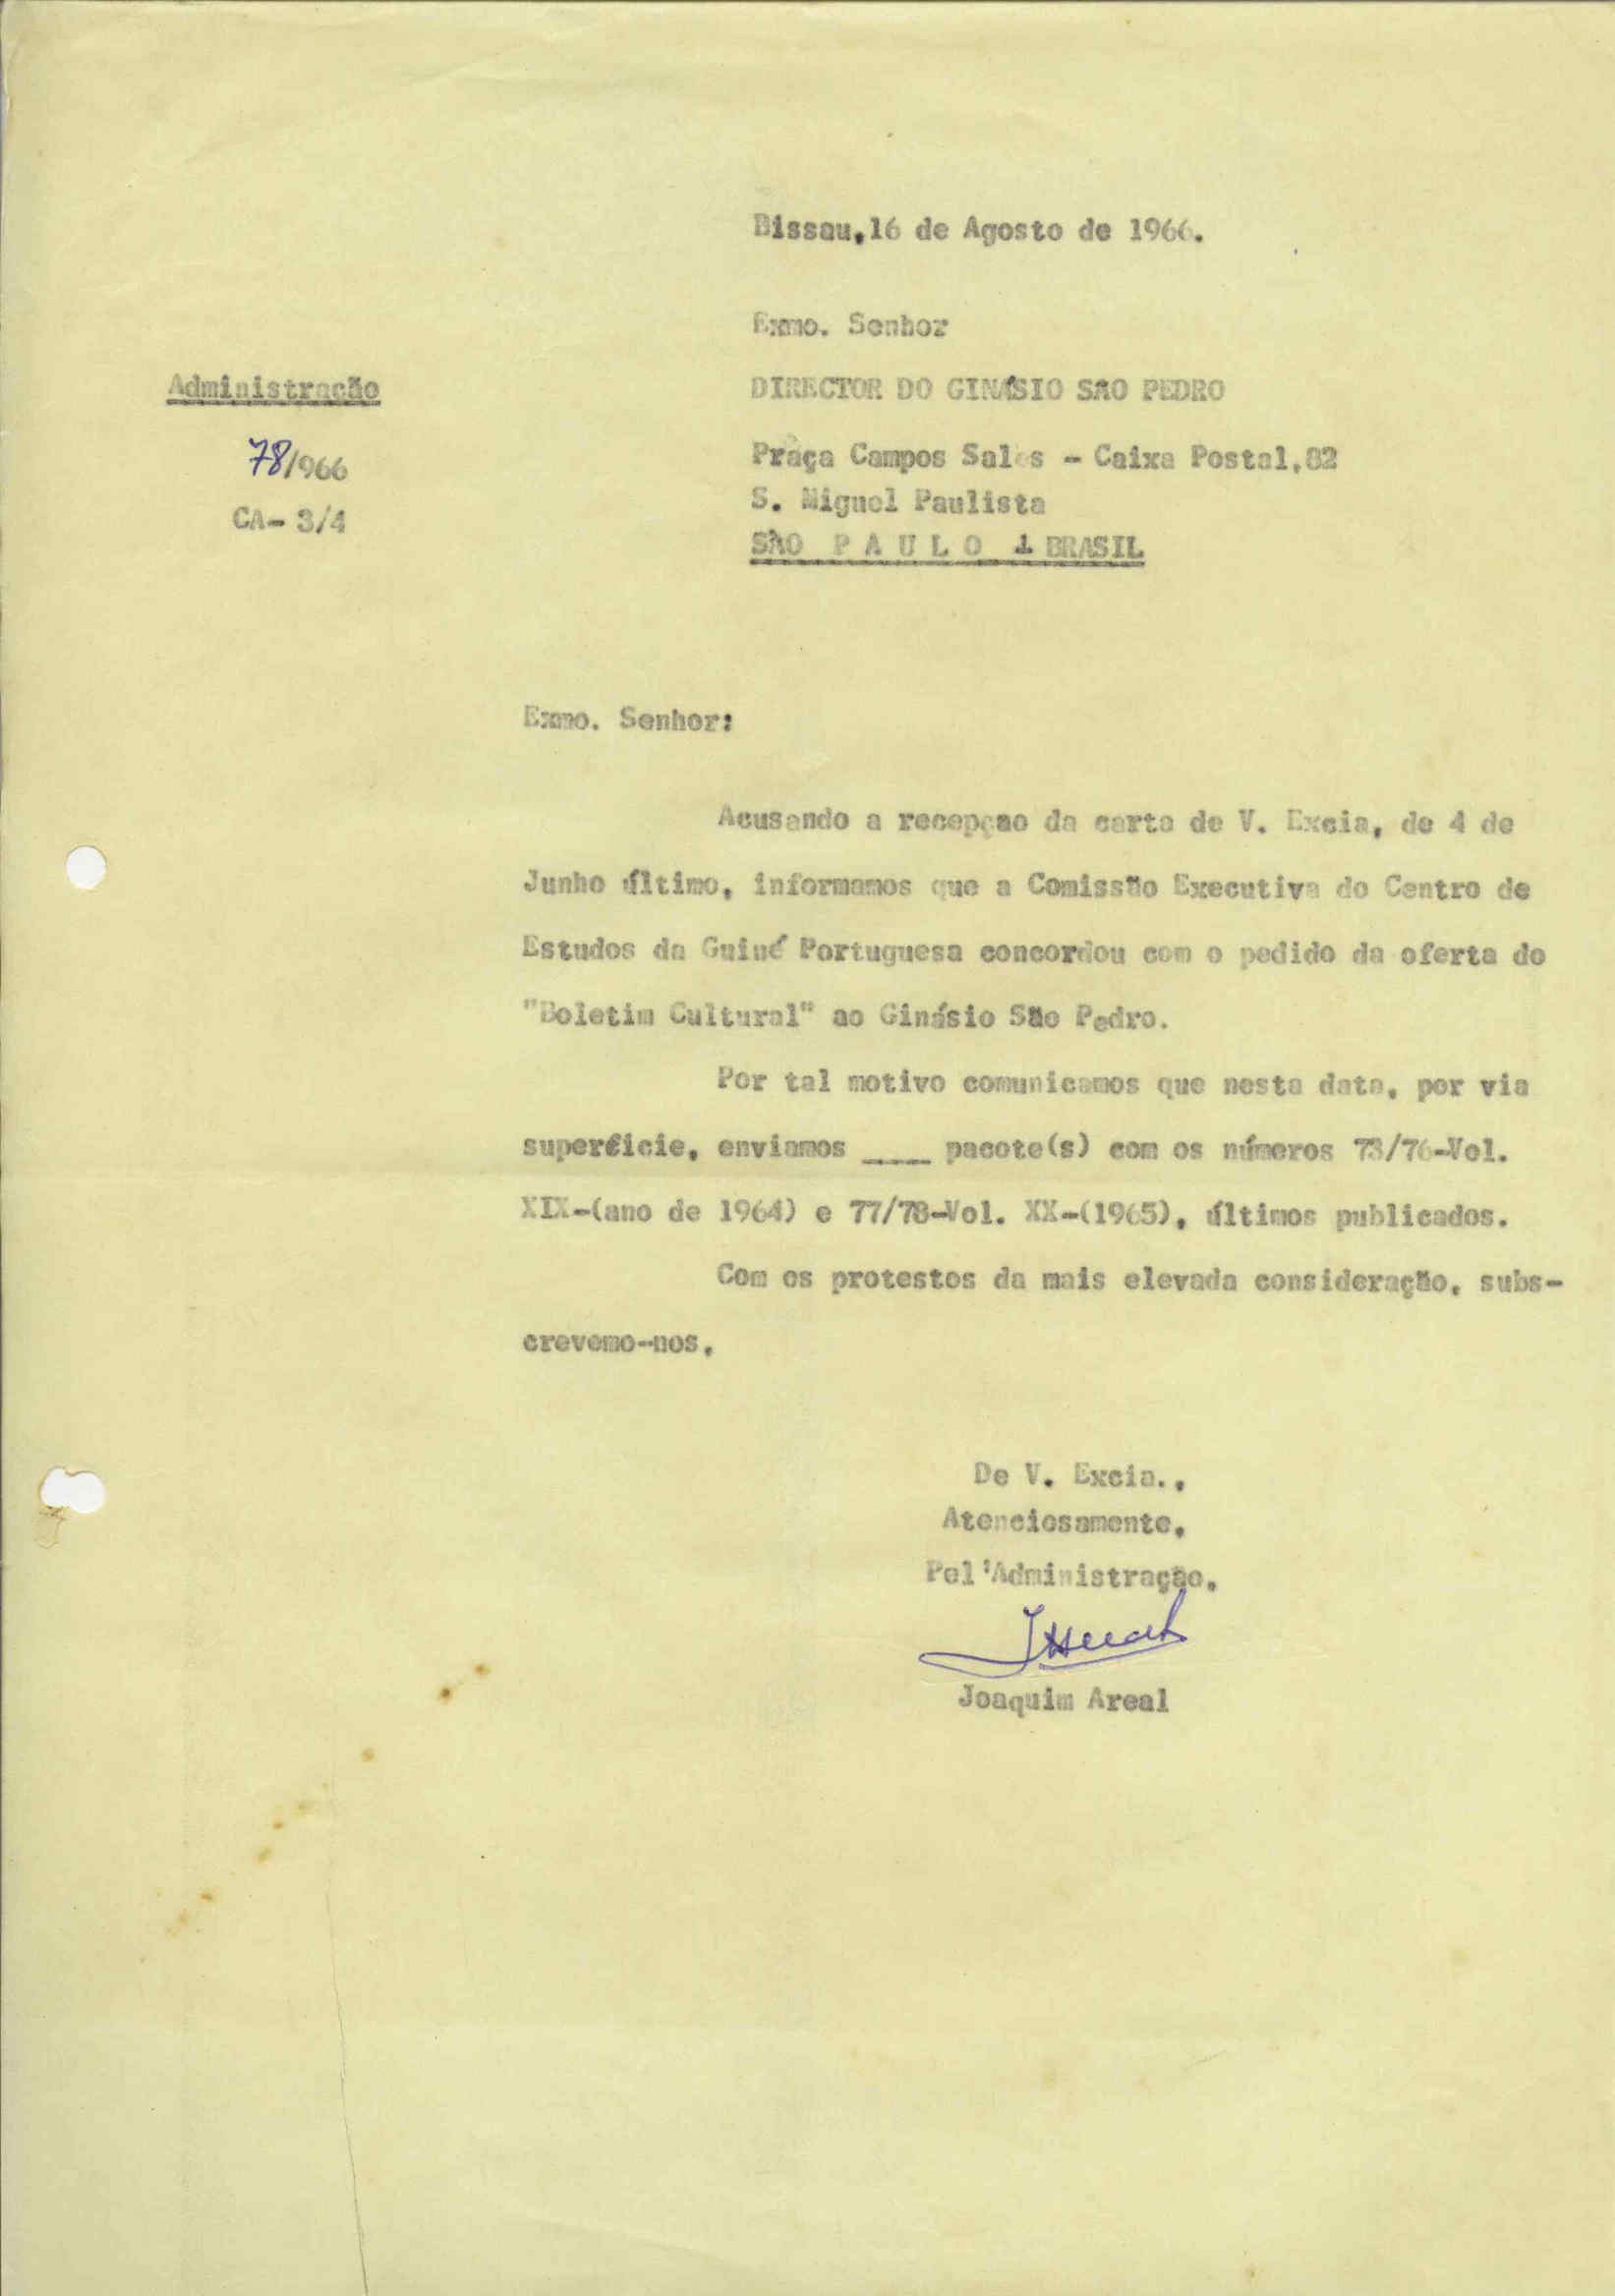 Bissau,16 de Agosto de 1966.
Exmo. Senhor
Administração
DIRECTOR DO GINÁSIO SÃO PEDRO
78/966
Praça Campos Sales - Caixa Postal,82
S. Miguel Paulista
CA- 3/4
SÃO P A U L O - BRASIL
Exmo. Senhor:
Acusando a recepçao da carta de V. Excia, de 4 de
Junho último, informamos que a Comissão Executiva do Centro de
Estudos da Guiné Portuguesa concordou com o pedido da oferta do
"Boletim Cultural" ao Ginásio São Pedro.
Por tal motivo comunicamos que nesta data, por via
superficie, enviamos ____ pacote(s) com os números 73/76-Vol.
XIX-(ano de 1964) e 77/78-Vol. XX-(1965), últimos publicados.
Com os protestos da mais elevada consideração, subs-
crevemo-nos,
De V. Excia.,
Atenciosamente,
Pel'Administração,
Joaquim Areal